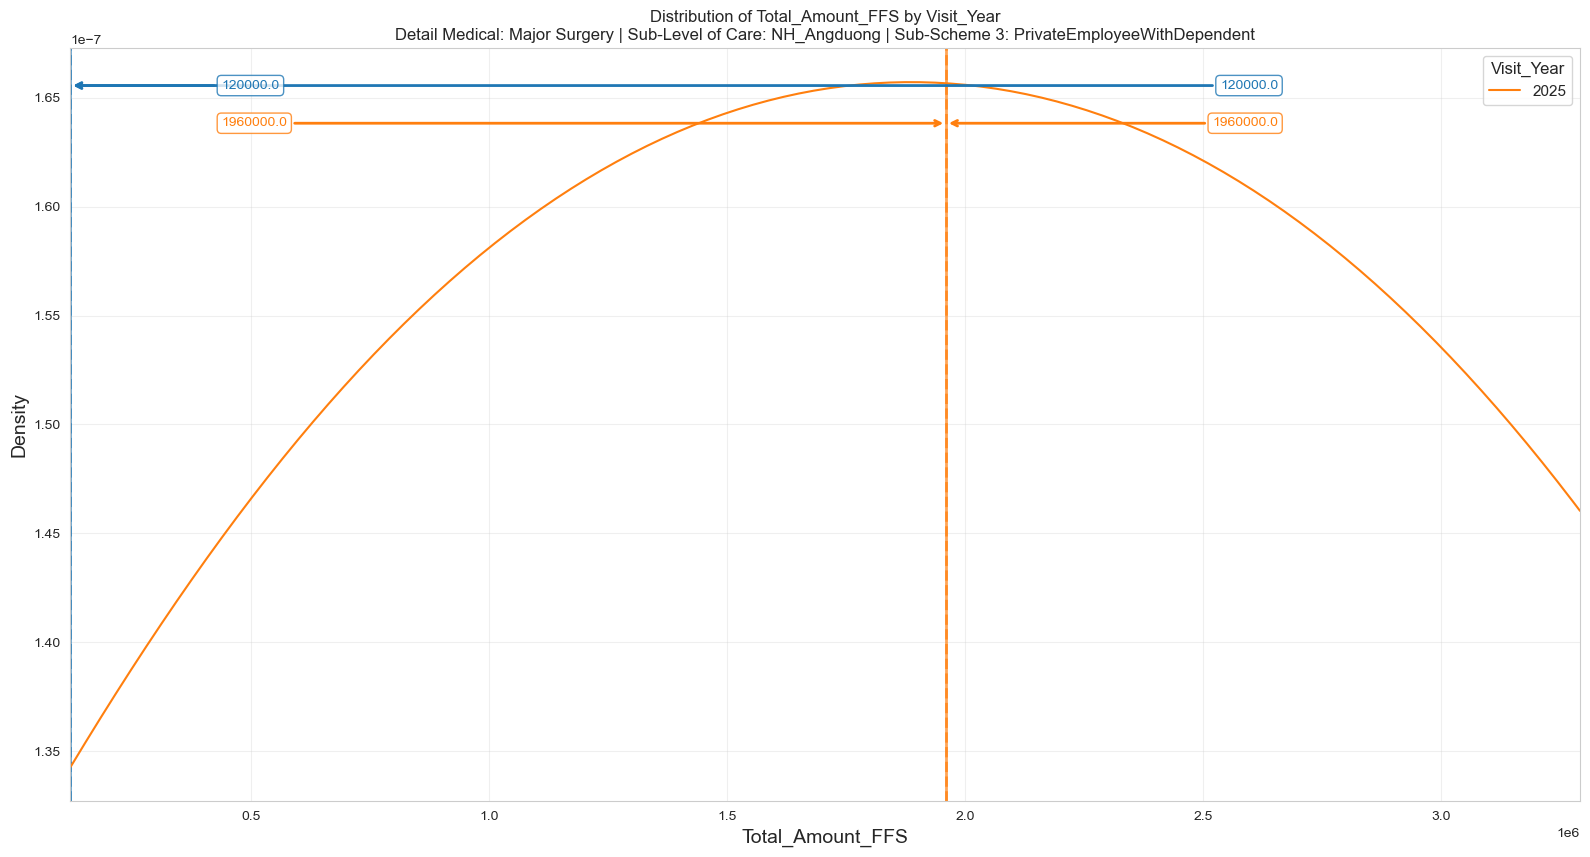 Distribution of Total_Amount_FFS by Visit_Year
Detail Medical: Major Surgery | Sub-Level of Care: NH_Angduong | Sub-Scheme 3: PrivateEmployeeWithDependent
1e−7
Visit_Year
2025
120000.0
120000.0
1960000.0
1960000.0
1.65
1.60
1.55
1.50
1.45
1.40
1.35
Density
0.5
1.0
1.5
2.0
2.5
3.0
1e6
Total_Amount_FFS